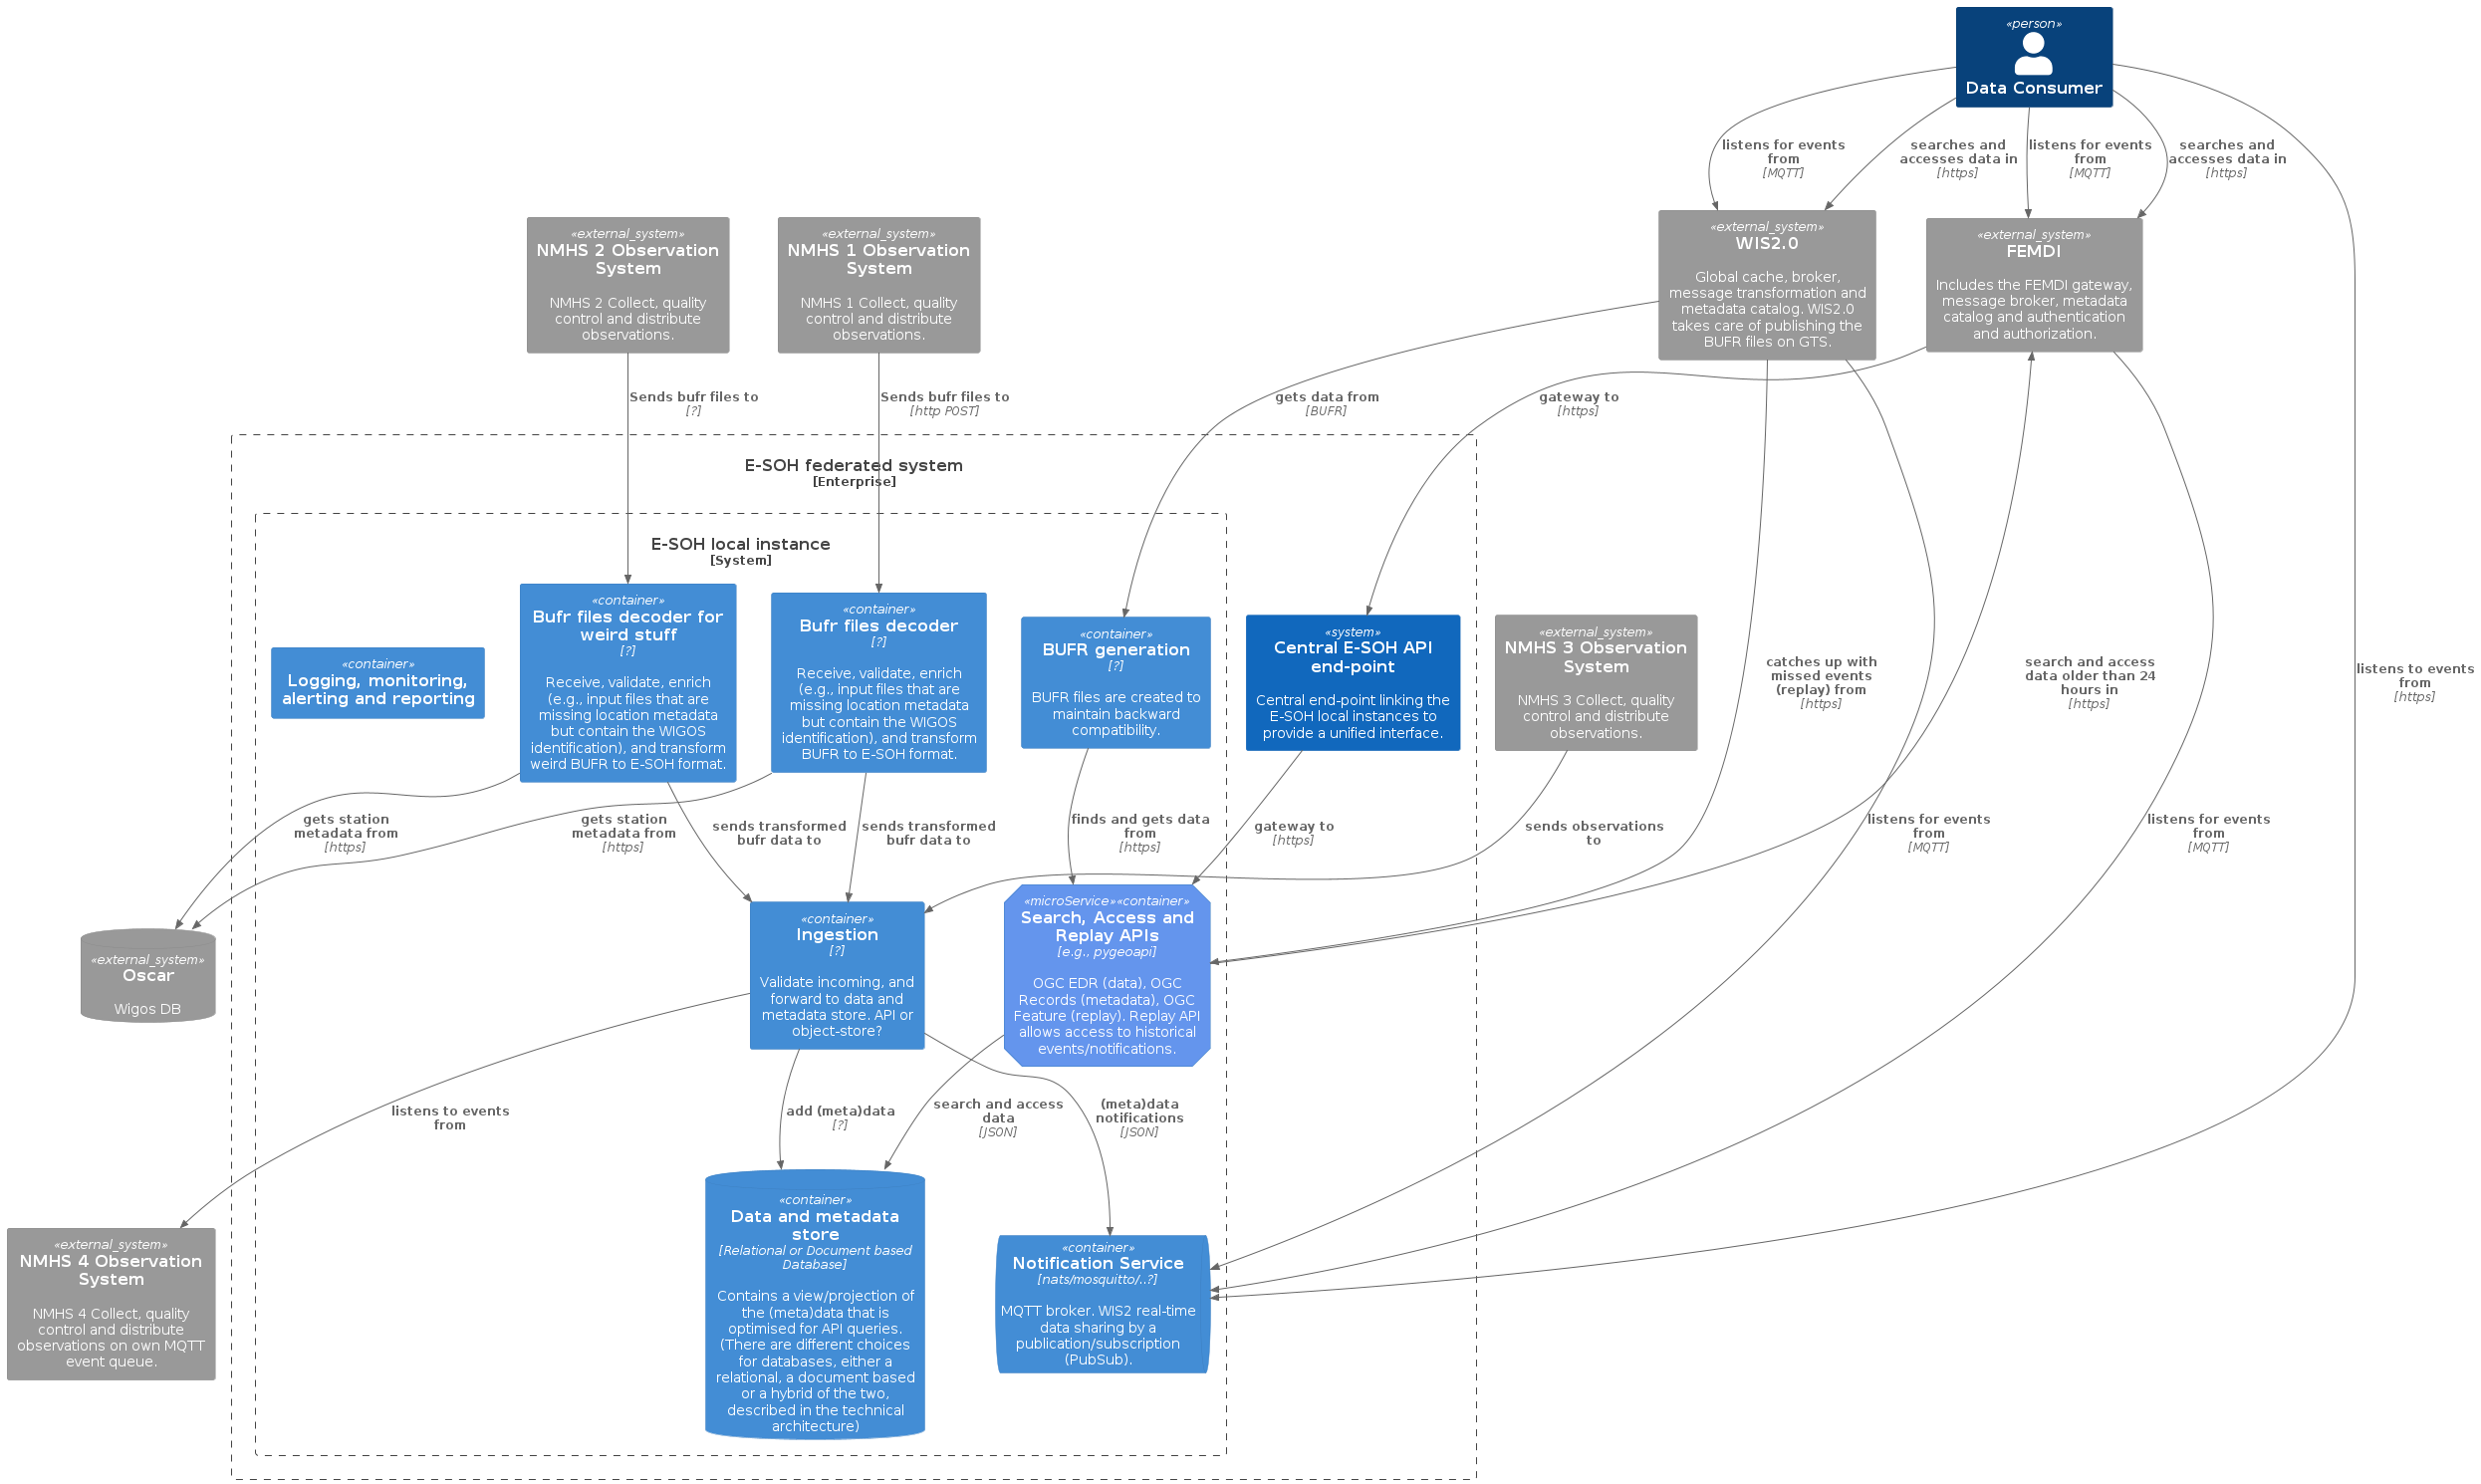 «person»
Data Consumer
listens for events
from
[MQTT]
searches and
accesses data in
[https]
listens for events
from
[MQTT]
searches and
accesses data in
[https]
«external_system»
NMHS 2 Observation
System
NMHS 2 Collect, quality
control and distribute
observations.
«external_system»
NMHS 1 Observation
System
NMHS 1 Collect, quality
control and distribute
observations.
«external_system»
WIS2.0
Global cache, broker,
message transformation and
metadata catalog. WIS2.0
takes care of publishing the
BUFR files on GTS.
«external_system»
FEMDI
Includes the FEMDI gateway,
message broker, metadata
catalog and authentication
and authorization.
Sends bufr files to
[?]
Sends bufr files to
[http POST]
gets data from
[BUFR]
gateway to
[https]
E-SOH federated system
[Enterprise]
E-SOH local instance
[System]
«container»
Logging, monitoring,
alerting and reporting
«container»
Bufr files decoder for
weird stuff
[?]
Receive, validate, enrich
(e.g., input files that are
missing location metadata
but contain the WIGOS
identification), and transform
weird BUFR to E-SOH format.
«container»
Bufr files decoder
[?]
Receive, validate, enrich
(e.g., input files that are
missing location metadata
but contain the WIGOS
identification), and transform
BUFR to E-SOH format.
«container»
BUFR generation
[?]
BUFR files are created to
maintain backward
compatibility.
«system»
Central E-SOH API
end-point
Central end-point linking the
E-SOH local instances to
provide a unified interface.
«external_system»
NMHS 3 Observation
System
NMHS 3 Collect, quality
control and distribute
observations.
catches up with
missed events
(replay) from
[https]
search and access
data older than 24
hours in
[https]
listens to events
from
[https]
gets station
metadata from
[https]
gets station
metadata from
[https]
sends transformed
bufr data to
sends transformed
bufr data to
finds and gets data
from
[https]
gateway to
[https]
sends observations
to
listens for events
from
[MQTT]
listens for events
from
[MQTT]
«external_system»
Oscar
Wigos DB
«container»
Ingestion
[?]
Validate incoming, and
forward to data and
metadata store. API or
object-store?
«microService»«container»
Search, Access and
Replay APIs
[e.g., pygeoapi]
OGC EDR (data), OGC
Records (metadata), OGC
Feature (replay). Replay API
allows access to historical
events/notifications.
listens to events
from
add (meta)data
[?]
search and access
data
[JSON]
(meta)data
notifications
[JSON]
«external_system»
NMHS 4 Observation
System
NMHS 4 Collect, quality
control and distribute
observations on own MQTT
event queue.
«container»
Data and metadata
store
[Relational or Document based
Database]
Contains a view/projection of
the (meta)data that is
optimised for API queries.
(There are different choices
for databases, either a
relational, a document based
or a hybrid of the two,
described in the technical
architecture)
«container»
Notification Service
[nats/mosquitto/..?]
MQTT broker. WIS2 real-time
data sharing by a
publication/subscription
(PubSub).